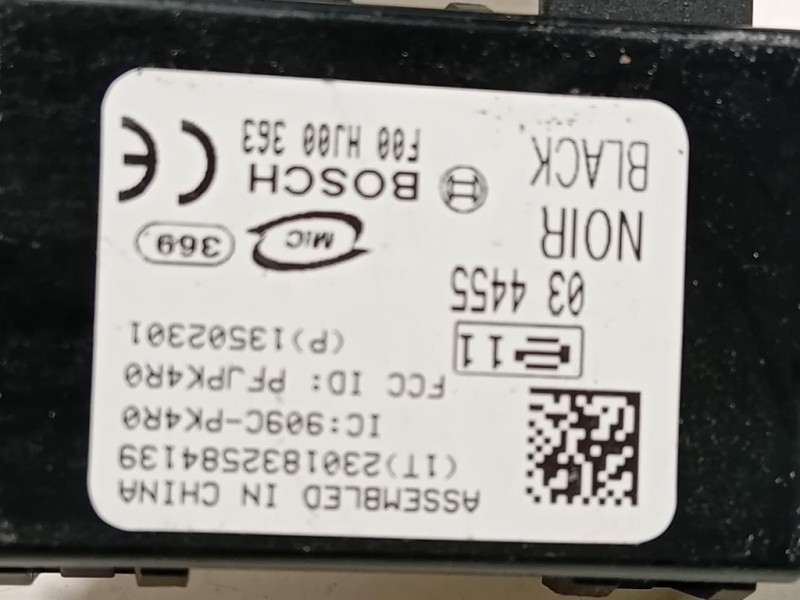 BLACK
NOIR
03 4455
11
F00 HJ00 363
BOSCH
MiC 369
(P)13502301
FCC ID: PFJPK4R0
IC:909C-PK4R0
(1T)2301832584139
ASSEMBLED IN CHINA